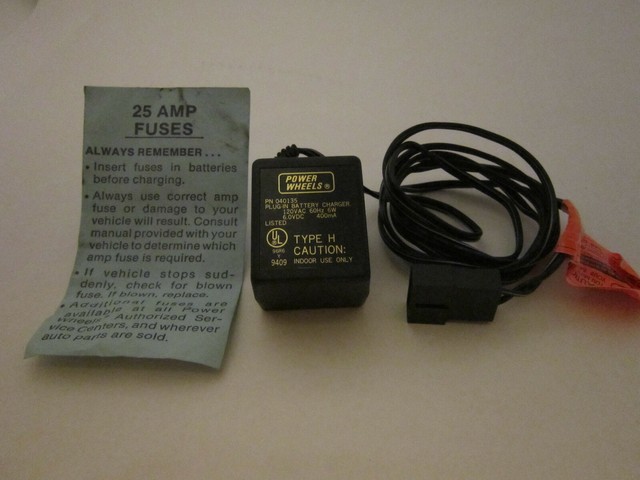 25 AMP
FUSES
ALWAYS REMEMBER...
• Insert fuses in batteries
before charging.
• Always use correct amp
fuse or damage to your
vehicle will result. Consult
manual provided with your
vehicle to determine which
amp fuse is required.
• If vehicle stops sud-
denly, check for blown
fuse. If blown, replace.
• Additional fuses are
available at all Power
Wheels Authorized Ser-
vice Centers, and wherever
auto parts are sold.
POWER
WHEELS®
PN 040135
PLUG-IN BATTERY CHARGER
120VAC 60Hz 6W
6.0VDC 400mA
LISTED
UL
TYPE H
CAUTION:
9409 INDOOR USE ONLY